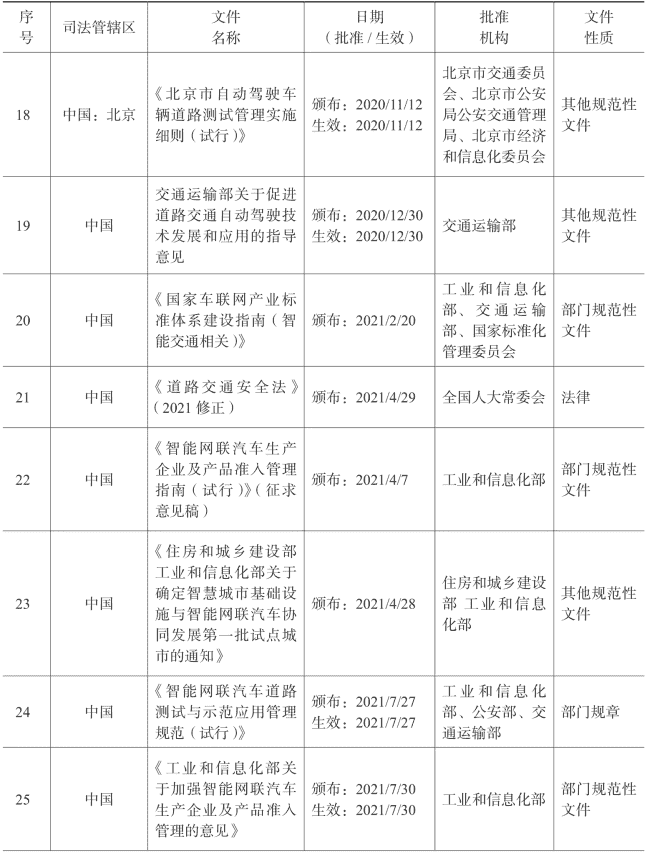 序号
司法管辖区
文件
名称
日期
（批准/生效）
批准
机构
文件
性质
18
中国：北京
《北京市自动驾驶车
辆道路测试管理实施
细则（试行）》
颁布：2020/11/12
生效：2020/11/12
北京市交通委员
会、北京市公安
局公安交通管理
局、北京市经济
和信息化委员会
其他规范性
文件
19
中国
交通运输部关于促进
道路交通自动驾驶技
术发展和应用的指导
意见
颁布：2020/12/30
生效：2020/12/30
交通运输部
其他规范性
文件
20
中国
《国家车联网产业标
准体系建设指南（智
能交通相关）》
颁布：2021/2/20
工业和信息化
部、交通运输
部、国家标准化
管理委员会
部门规范性
文件
21
中国
《道路交通安全法》
（2021 修正）
颁布：2021/4/29
全国人大常委会
法律
22
中国
《智能网联汽车生产
企业及产品准入管理
指南（试行）》（征求
意见稿）
颁布：2021/4/7
工业和信息化部
部门规范性
文件
23
中国
《住房和城乡建设部
工业和信息化部关于
确定智慧城市基础设
施与智能网联汽车协
同发展第一批试点城
市的通知》
颁布：2021/4/28
住房和城乡建设
部 工业和信息
化部
其他规范性
文件
24
中国
《智能网联汽车道路
测试与示范应用管理
规范（试行）》
颁布：2021/7/27
生效：2021/7/27
工业和信息化
部、公安部、交
通运输部
部门规章
25
中国
《工业和信息化部关
于加强智能网联汽车
生产企业及产品准入
管理的意见》
颁布：2021/7/30
生效：2021/7/30
工业和信息化部
部门规范性
文件